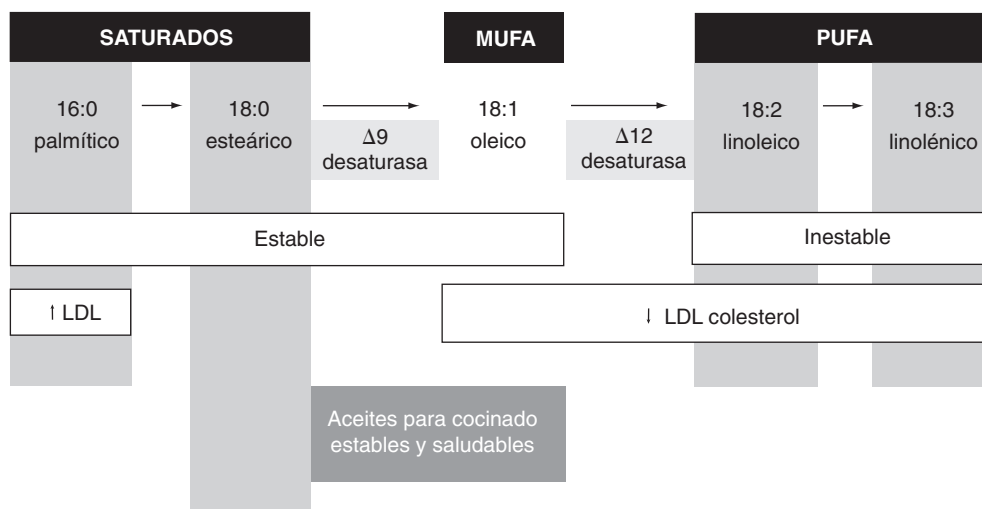 SATURADOS
MUFA
PUFA
16:0
palmítico
18:0
esteárico
Δ9
desaturasa
18:1
oleico
Δ12
desaturasa
18:2
linoleico
18:3
linolénico
Estable
Inestable
↑ LDL
↓ LDL colesterol
Aceites para cocinado
estables y saludables